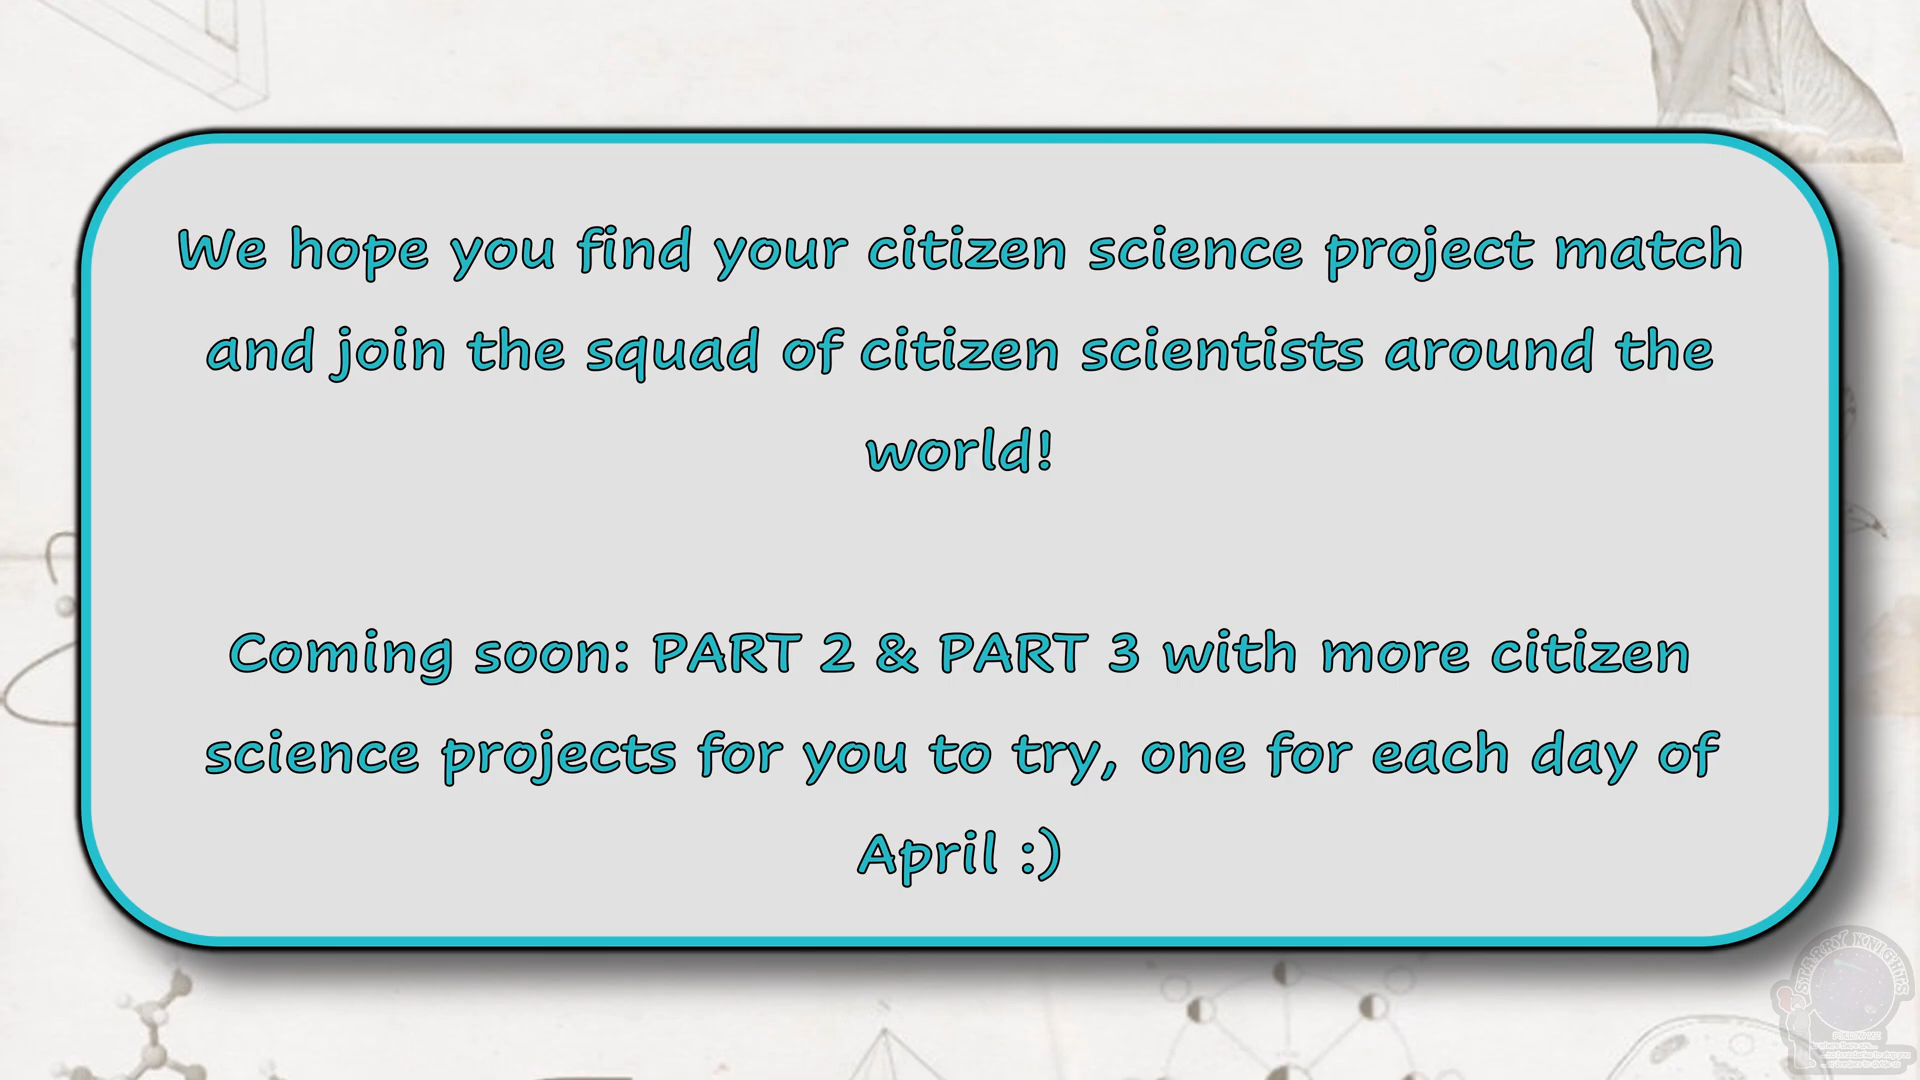 We hope you find your citizen science project match
and join the squad of citizen scientists around the
world!
Coming soon: PART 2 & PART 3 with more citizen
science projects for you to try, one for each day of
April :)
STARRY KNIGHTS